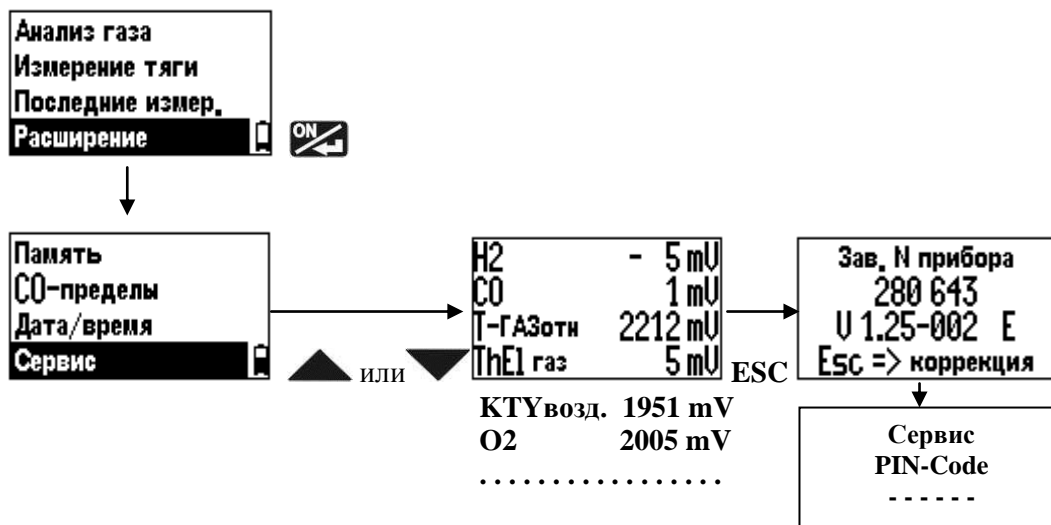 Анализ газа
Измерение тяги
Последние измер.
Расширение
ON
Память
СО-пределы
Дата/время
Сервис
или
H2 - 5 mV
CO 1 mV
Т-ГАЗотн 2212 mV
ThEl газ 5 mV
KTYвозд. 1951 mV
O2 2005 mV
. . . . . . . . . . . . . . . . . .
ESC
Зав. N прибора
280 643
V 1.25-002 E
Esc => коррекция
Сервис
PIN-Code
- - - - - -